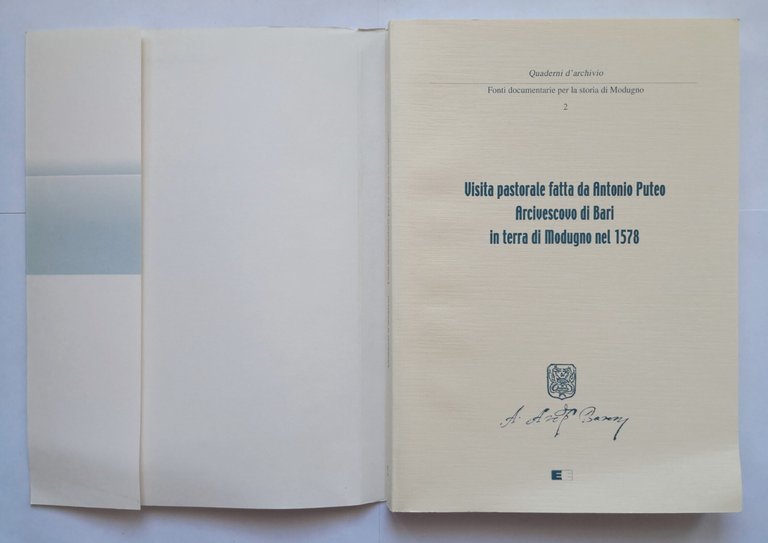 Quaderni d'archivio
Fonti documentarie per la storia di Modugno
2
Visita pastorale fatta da Antonio Puteo
Arcivescovo di Bari
in terra di Modugno nel 1578